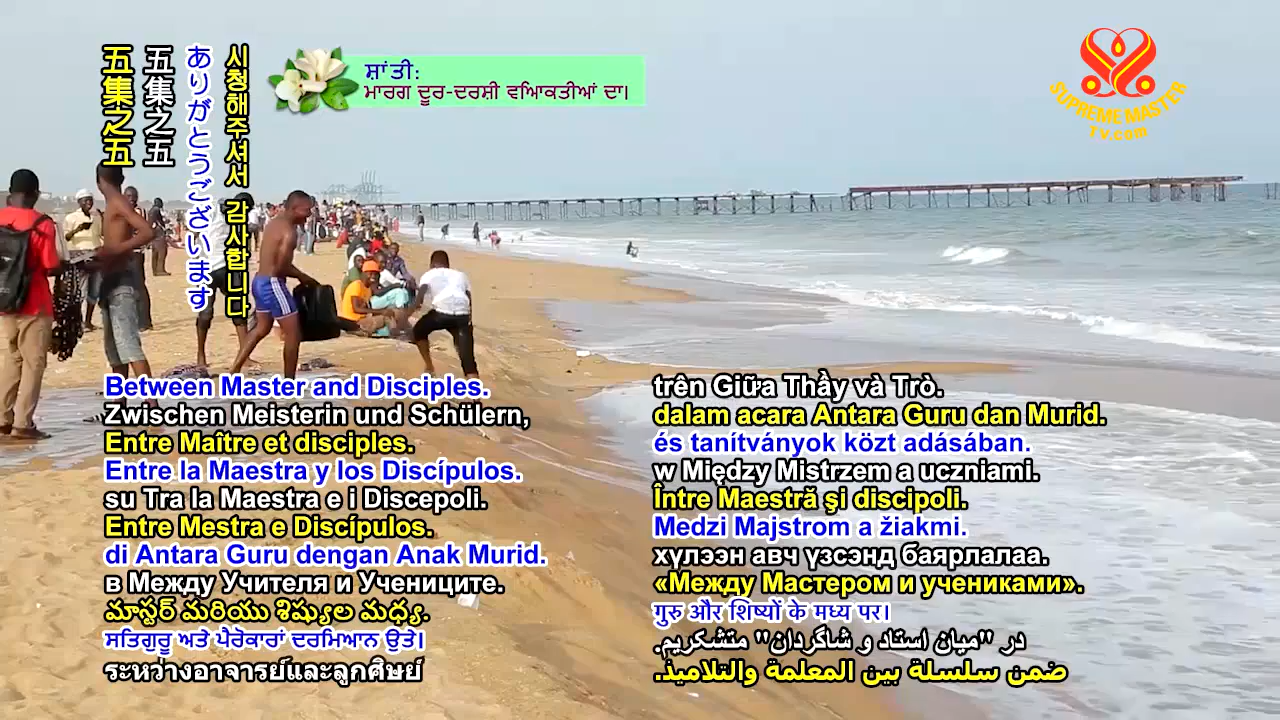 五集之五
五集之五
ありがとうございます
시청해주셔서 감사합니다
ਸ਼ਾਂਤੀ:
ਮਾਰਗ ਦੂਰ-ਦਰਸ਼ੀ ਵਿਅਕਤੀਆਂ ਦਾ।
SUPREME MASTER
TV.com
Between Master and Disciples.
Zwischen Meisterin und Schülern,
Entre Maître et disciples.
Entre la Maestra y los Discípulos.
su Tra la Maestra e i Discepoli.
Entre Mestra e Discípulos.
di Antara Guru dengan Anak Murid.
в Между Учителя и Учениците.
మాస్టర్ మరియు శిష్యుల మధ్య.
ਸਤਿਗੁਰੂ ਅਤੇ ਪੈਰੋਕਾਰਾਂ ਦਰਮਿਆਨ ਉਤੇ।
ระหว่างอาจารย์และลูกศิษย์
trên Giữa Thầy và Trò.
dalam acara Antara Guru dan Murid.
és tanítványok közt adásában.
w Między Mistrzem a uczniami.
Între Maestră şi discipoli.
Medzi Majstrom a žiakmi.
хүлээн авч үзсэнд баярлалаа.
«Между Мастером и учениками».
गुरु और शिष्यों के मध्य पर।
در "میان استاد و شاگردان" متشکریم.
ضمن سلسلة بين المعلمة والتلاميذ.